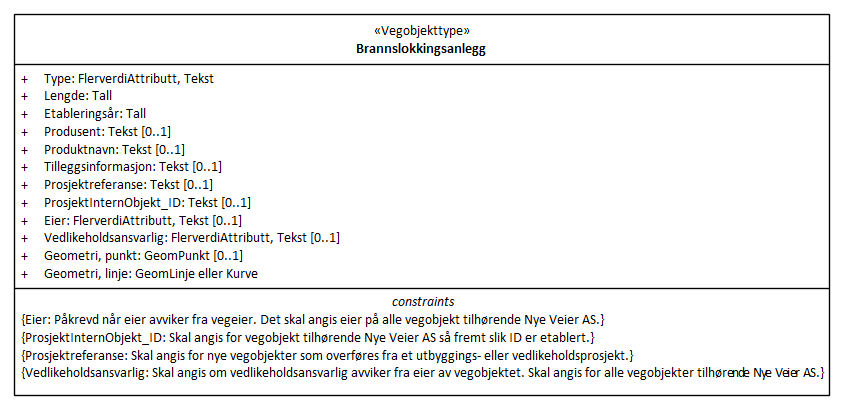 «Vegobjekttype»
Brannslokkingsanlegg
+ Type: FlerverdiAttributt, Tekst
+ Lengde: Tall
+ Etableringsår: Tall
+ Produsent: Tekst [0..1]
+ Produktnavn: Tekst [0..1]
+ Tilleggsinformasjon: Tekst [0..1]
+ Prosjektreferanse: Tekst [0..1]
+ ProsjektInternObjekt_ID: Tekst [0..1]
+ Eier: FlerverdiAttributt, Tekst [0..1]
+ Vedlikeholdsansvarlig: FlerverdiAttributt, Tekst [0..1]
+ Geometri, punkt: GeomPunkt [0..1]
+ Geometri, linje: GeomLinje eller Kurve
constraints
{Eier: Påkrevd når eier avviker fra vegeier. Det skal angis eier på alle vegobjekt tilhørende Nye Veier AS.}
{ProsjektInternObjekt_ID: Skal angis for vegobjekt tilhørende Nye Veier AS så fremt slik ID er etablert.}
{Prosjektreferanse: Skal angis for nye vegobjekter som overføres fra et utbyggings- eller vedlikeholdsprosjekt.}
{Vedlikeholdsansvarlig: Skal angis om vedlikeholdsansvarlig avviker fra eier av vegobjektet. Skal angis for alle vegobjekter tilhørende Nye Veier AS.}